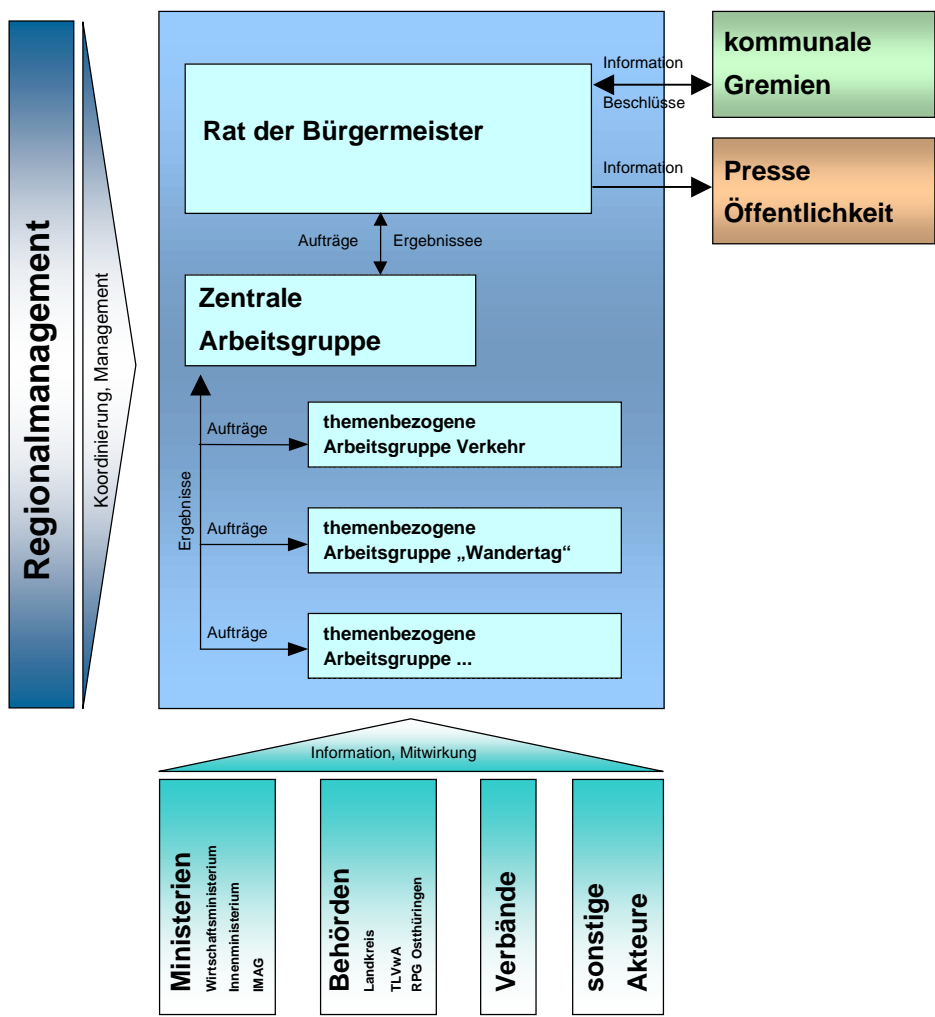 Regionalmanagement
Koordinierung, Management
Rat der Bürgermeister
Information
Beschlüsse
kommunale
Gremien
Information
Presse
Öffentlichkeit
Aufträge
Ergebnissee
Zentrale
Arbeitsgruppe
Ergebnisse
Aufträge
themenbezogene
Arbeitsgruppe Verkehr
Aufträge
themenbezogene
Arbeitsgruppe „Wandertag“
Aufträge
themenbezogene
Arbeitsgruppe ...
Information, Mitwirkung
Ministerien
Wirtschaftsministerium
Innenministerium
IMAG
Behörden
Landkreis
TLVwA
RPG Ostthüringen
Verbände
sonstige
Akteure